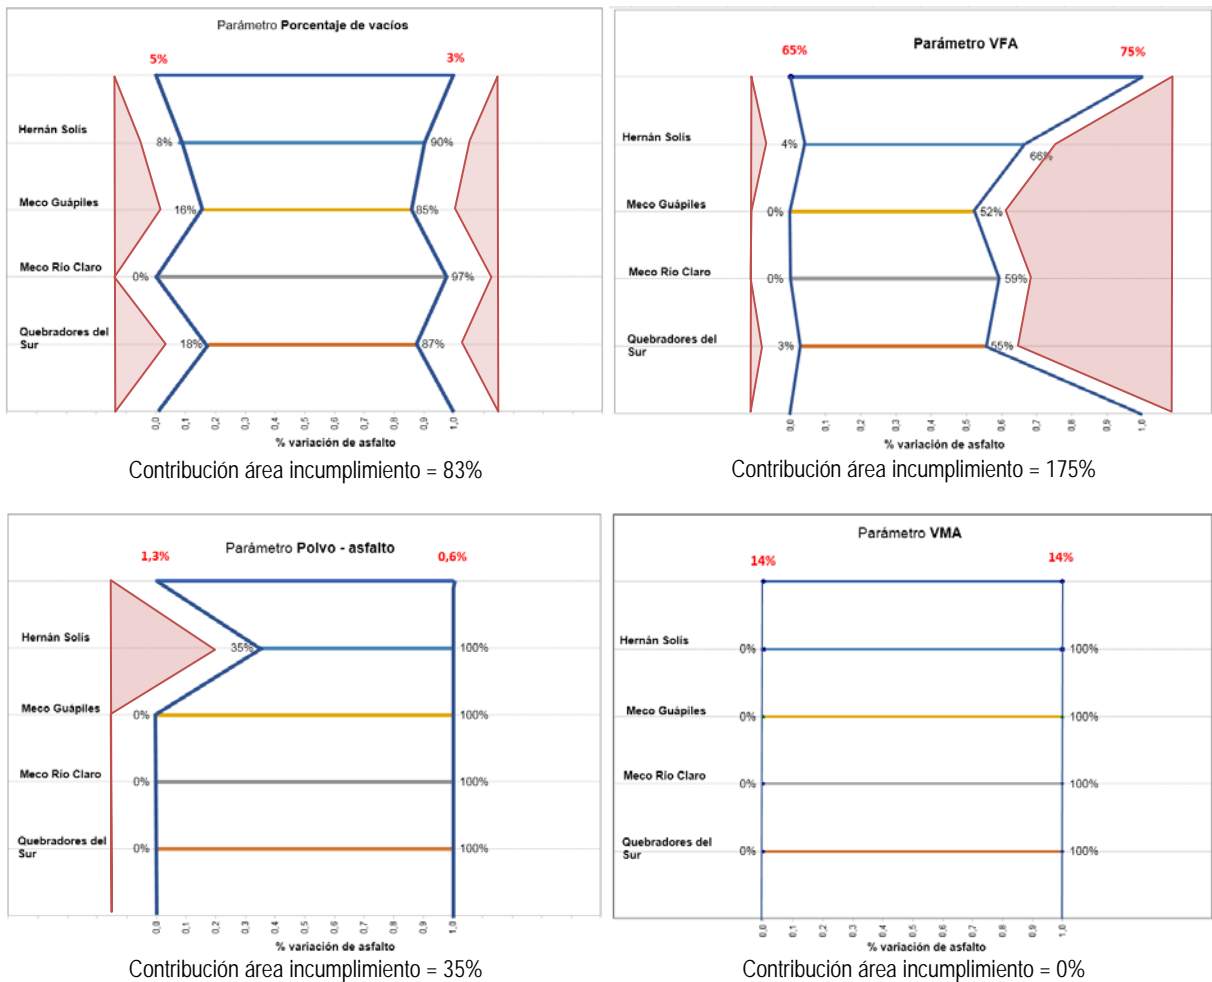 Parámetro Porcentaje de vacíos
5%
3%
Hernán Solís
8%
90%
Meco Guápiles
16%
85%
Meco Río Claro
0%
97%
Quebradores del
Sur
18%
87%
0,0 0,1 0,2 0,3 0,4 0,5 0,6 0,7 0,8 0,9 1,0
% variación de asfalto
Contribución área incumplimiento = 83%
Parámetro VFA
65%
75%
Hernán Solís
4%
66%
Meco Guápiles
0%
52%
Meco Río Claro
0%
59%
Quebradores del
Sur
3%
55%
0,0 0,1 0,2 0,3 0,4 0,5 0,6 0,7 0,8 0,9 1,0
% variación de asfalto
Contribución área incumplimiento = 175%
Parámetro Polvo - asfalto
1,3%
0,6%
Hernán Solís
35%
100%
Meco Guápiles
0%
100%
Meco Río Claro
0%
100%
Quebradores del
Sur
0%
100%
0,0 0,1 0,2 0,3 0,4 0,5 0,6 0,7 0,8 0,9 1,0
% variación de asfalto
Contribución área incumplimiento = 35%
Parámetro VMA
14%
14%
Hernán Solís
0%
100%
Meco Guápiles
0%
100%
Meco Río Claro
0%
100%
Quebradores del
Sur
0%
100%
0,0 0,1 0,2 0,3 0,4 0,5 0,6 0,7 0,8 0,9 1,0
% variación de asfalto
Contribución área incumplimiento = 0%